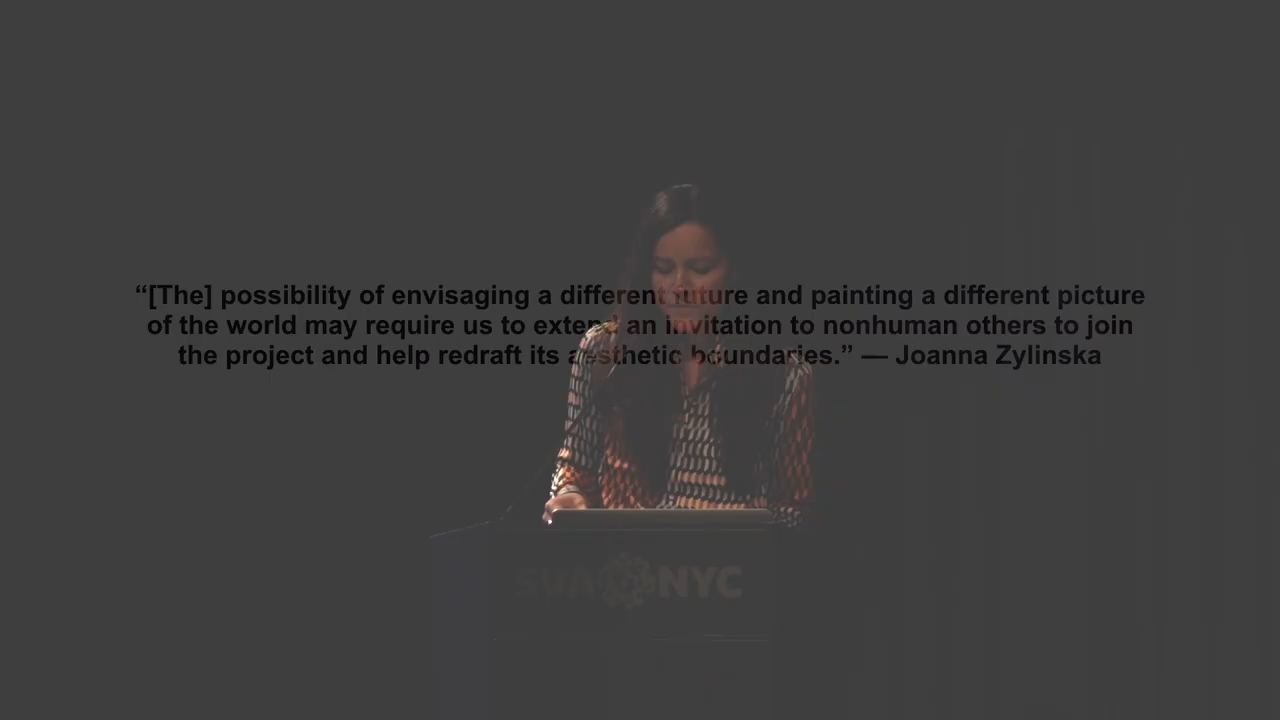 “[The] possibility of envisaging a different future and painting a different picture
of the world may require us to extend an invitation to nonhuman others to join
the project and help redraft its aesthetic boundaries.” — Joanna Zylinska
SVA NYC